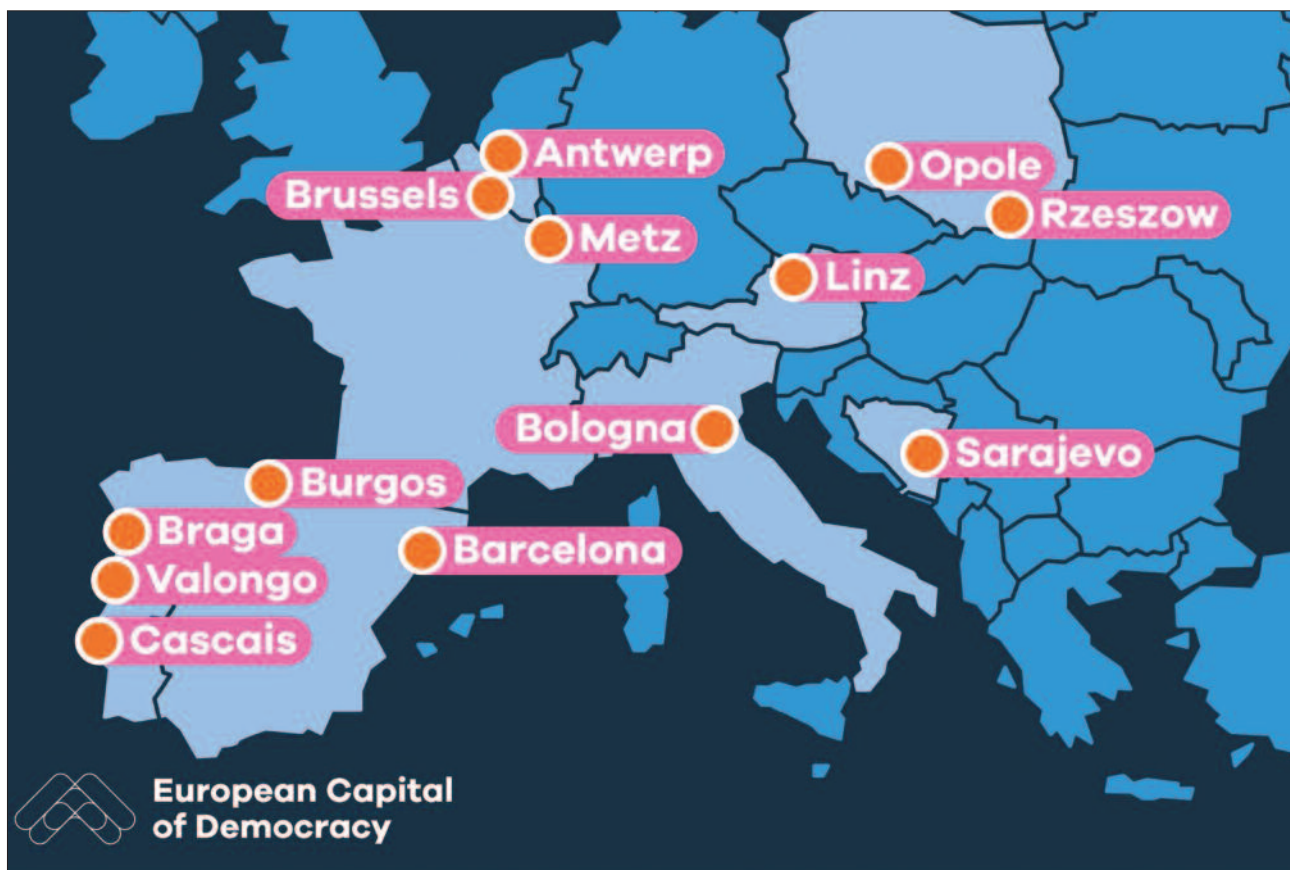 Antwerp
Opole
Brussels
Rzeszow
Metz
Linz
Bologna
Sarajevo
Burgos
Braga
Barcelona
Valongo
Cascais
European Capital
of Democracy